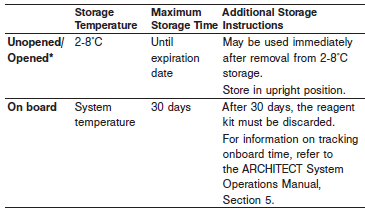 Storage Temperature Maximum Storage Time Additional Storage Instructions
Unopened/ Opened* 2-8°C Until expiration date May be used immediately after removal from 2-8°C storage.
Store in upright position.
On board System temperature 30 days After 30 days, the reagent kit must be discarded.
For information on tracking onboard time, refer to the ARCHITECT System Operations Manual, Section 5.